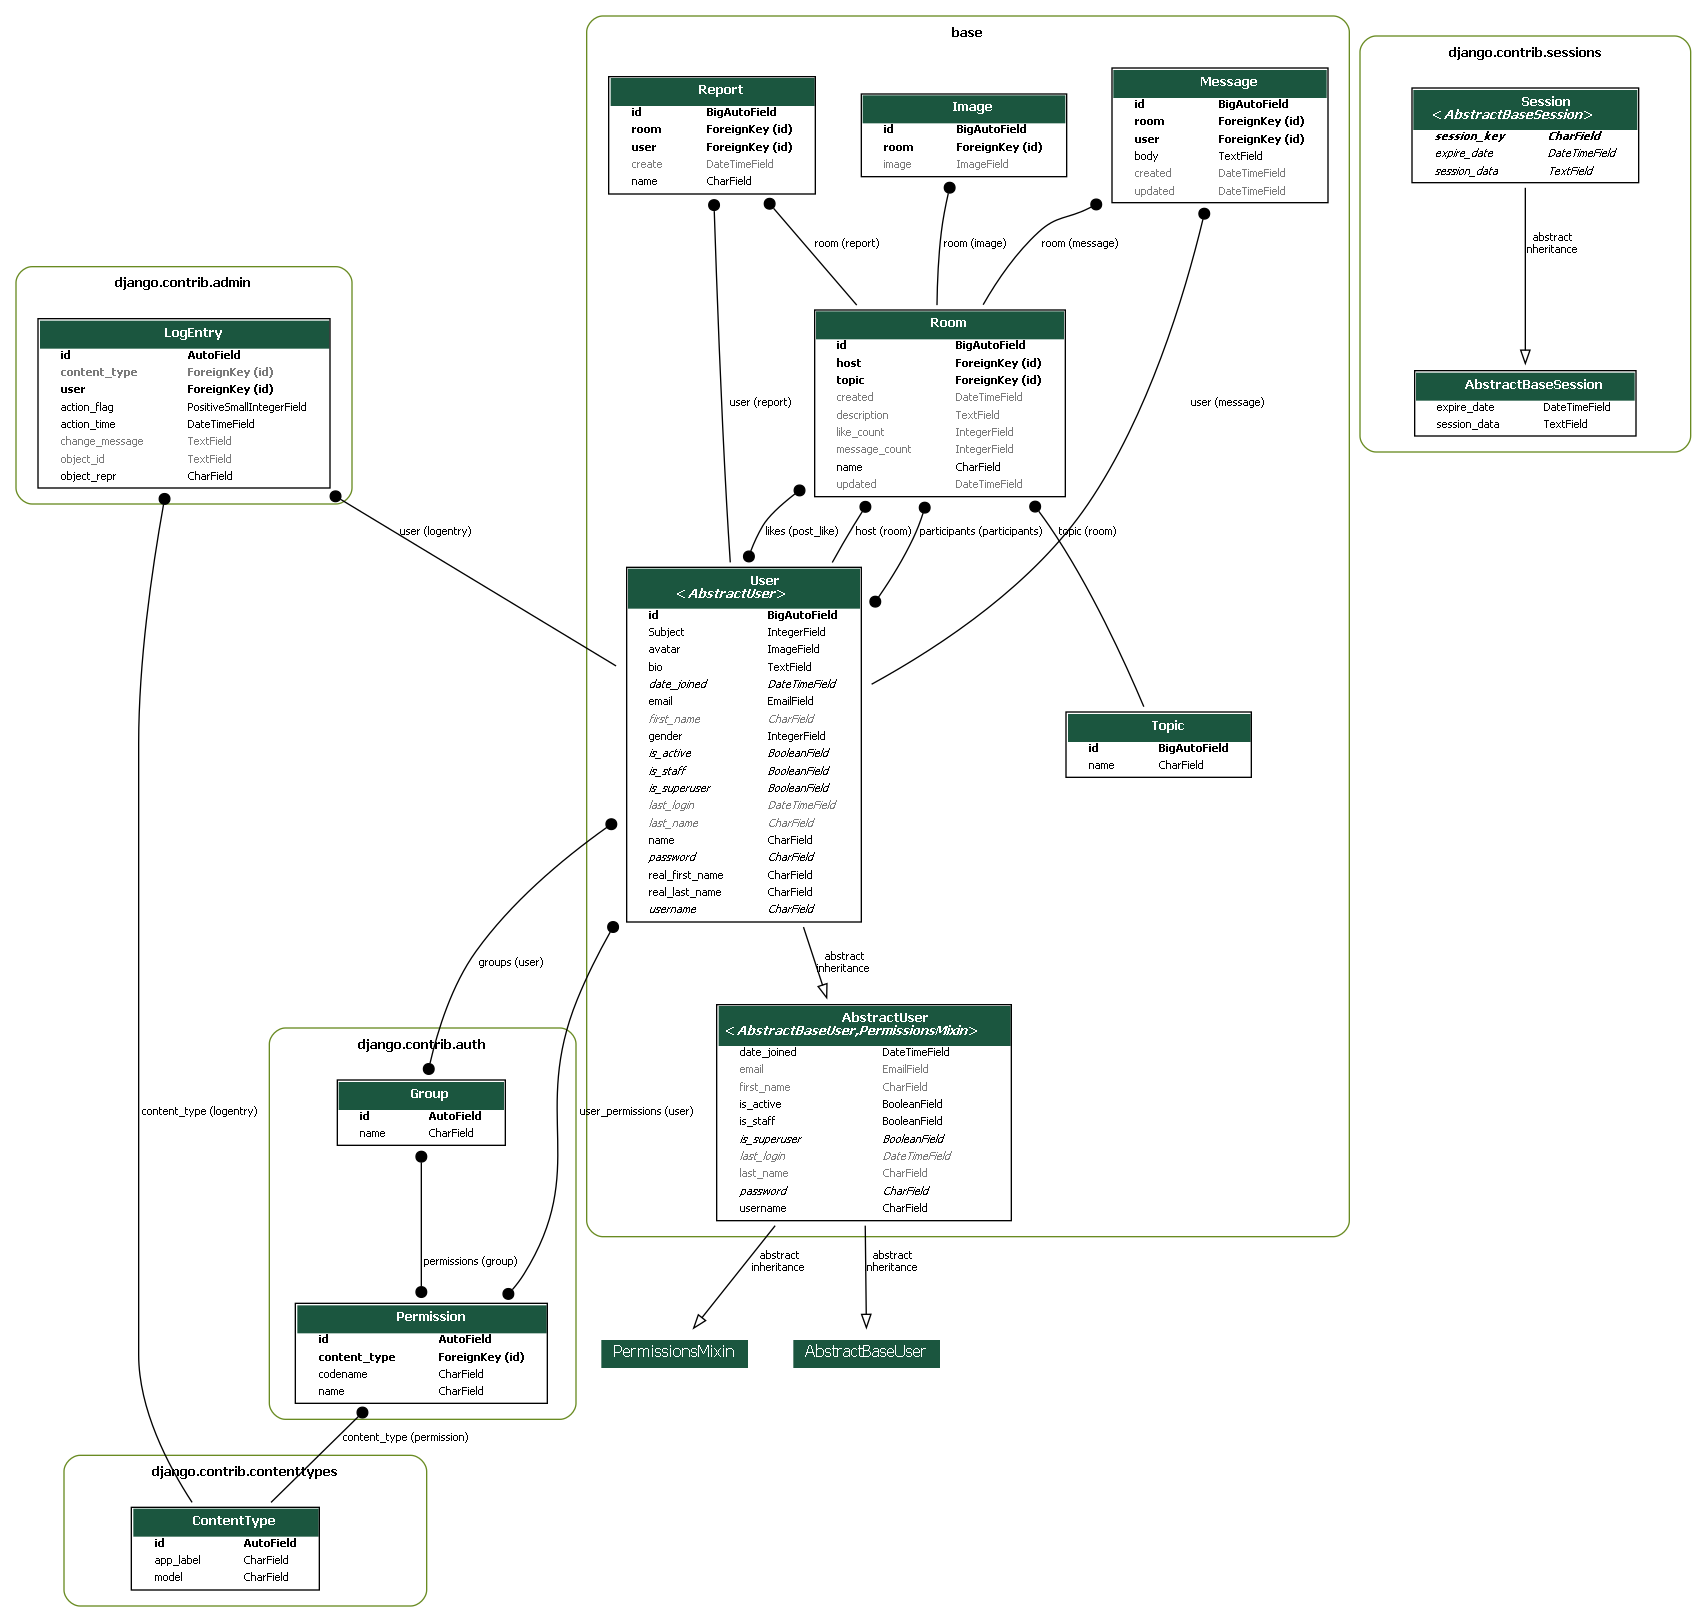 base
Report
id BigAutoField
room ForeignKey (id)
user ForeignKey (id)
create DateTimeField
name CharField
Image
id BigAutoField
room ForeignKey (id)
image ImageField
Message
id BigAutoField
room ForeignKey (id)
user ForeignKey (id)
body TextField
created DateTimeField
updated DateTimeField
django.contrib.sessions
Session
<AbstractBaseSession>
session_key CharField
expire_date DateTimeField
session_data TextField
abstract
inheritance
AbstractBaseSession
expire_date DateTimeField
session_data TextField
room (report)
room (image)
room (message)
django.contrib.admin
LogEntry
id AutoField
content_type ForeignKey (id)
user ForeignKey (id)
action_flag PositiveSmallIntegerField
action_time DateTimeField
change_message TextField
object_id TextField
object_repr CharField
Room
id BigAutoField
host ForeignKey (id)
topic ForeignKey (id)
created DateTimeField
description TextField
like_count IntegerField
message_count IntegerField
name CharField
updated DateTimeField
user (report)
user (message)
user (logentry)
likes (post_like)
host (room)
participants (participants)
topic (room)
User
<AbstractUser>
id BigAutoField
Subject IntegerField
avatar ImageField
bio TextField
date_joined DateTimeField
email EmailField
first_name CharField
gender IntegerField
is_active BooleanField
is_staff BooleanField
is_superuser BooleanField
last_login DateTimeField
last_name CharField
name CharField
password CharField
real_first_name CharField
real_last_name CharField
username CharField
Topic
id BigAutoField
name CharField
groups (user)
abstract
inheritance
AbstractUser
<AbstractBaseUser,PermissionsMixin>
date_joined DateTimeField
email EmailField
first_name CharField
is_active BooleanField
is_staff BooleanField
is_superuser BooleanField
last_login DateTimeField
last_name CharField
password CharField
username CharField
django.contrib.auth
Group
id AutoField
name CharField
content_type (logentry)
user_permissions (user)
permissions (group)
abstract
inheritance
abstract
inheritance
Permission
id AutoField
content_type ForeignKey (id)
codename CharField
name CharField
PermissionsMixin
AbstractBaseUser
content_type (permission)
django.contrib.contenttypes
ContentType
id AutoField
app_label CharField
model CharField